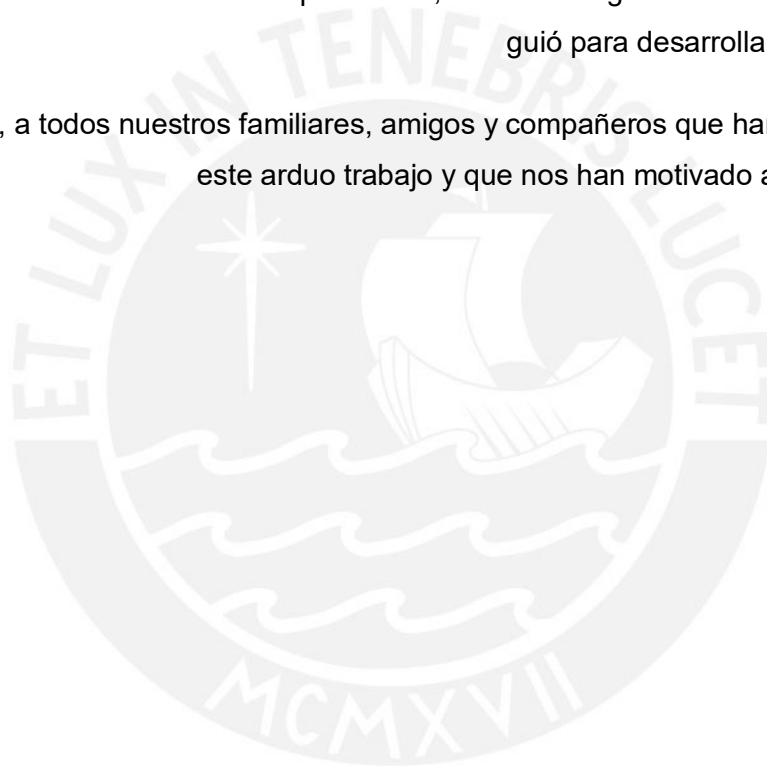 guió para desarrolla
, a todos nuestros familiares, amigos y compañeros que
este arduo trabajo y que nos han motivado a
ET LUX IN TENEBRIS LUCET
MCMXVII